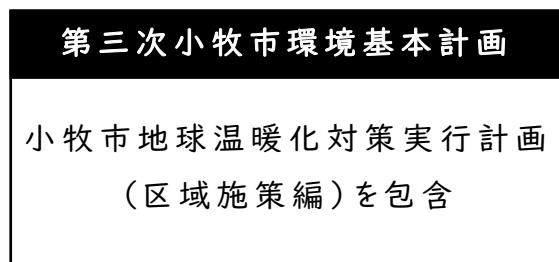 第三次小牧市環境基本計画
小牧市地球温暖化対策実行計画
（区域施策編）を包含